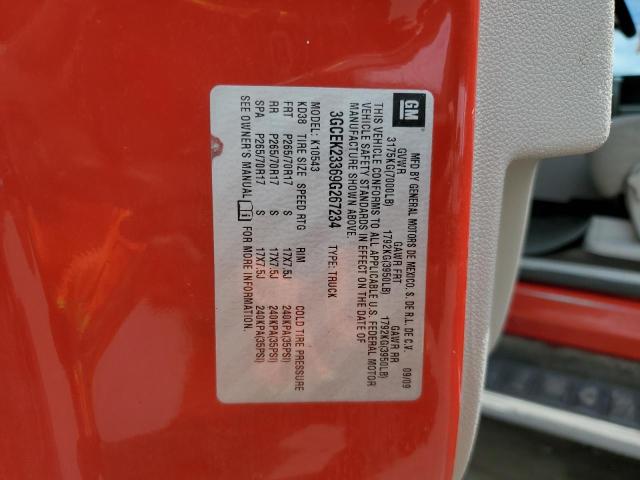 GM
MFD BY GENERAL MOTORS DE MEXICO, S. DE R.L. DE C.V. 09/09
GVWR GAWR FRT GAWR RR
3175KG(7000LB) 1792KG(3950LB) 1792KG(3950LB)
THIS VEHICLE CONFORMS TO ALL APPLICABLE U.S. FEDERAL MOTOR
VEHICLE SAFETY STANDARDS IN EFFECT ON THE DATE OF
MANUFACTURE SHOWN ABOVE.
3GCEK23369G267234 TYPE: TRUCK
MODEL: K10543
KD38 TIRE SIZE SPEED RTG RIM COLD TIRE PRESSURE
FRT P265/70R17 S 17X7.5J 240KPA(35PSI)
RR P265/70R17 S 17X7.5J 240KPA(35PSI)
SPA P265/70R17 S 17X7.5J 240KPA(35PSI)
SEE OWNER'S MANUAL FOR MORE INFORMATION.